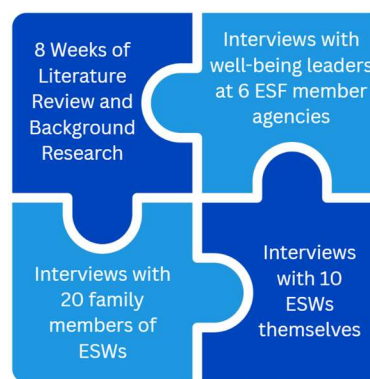 8 Weeks of
Literature
Review and
Background
Research
Interviews with
well-being leaders
at 6 ESF member
agencies
Interviews with
20 family
members of
ESWs
Interviews
with 10
ESWs
themselves